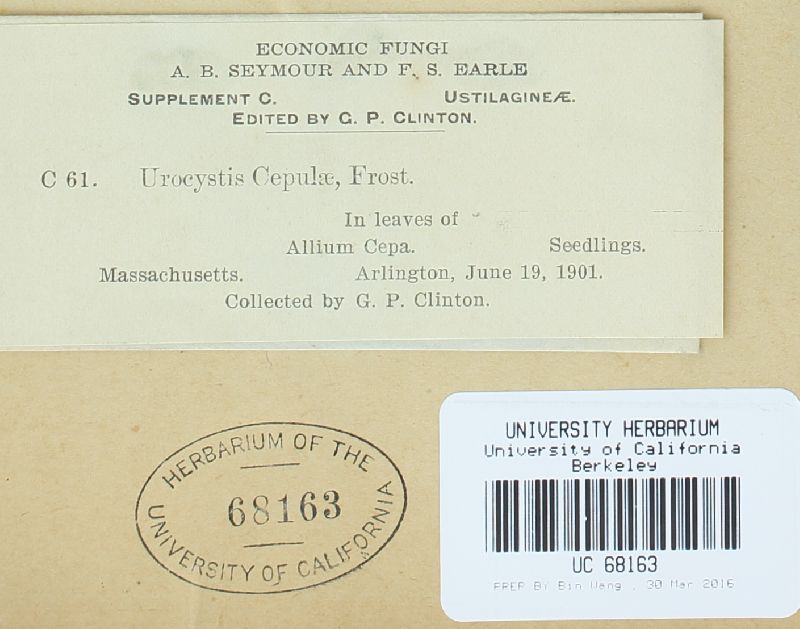 ECONOMIC FUNGI
A. B. SEYMOUR AND F. S. EARLE
SUPPLEMENT C. USTILAGINEÆ.
EDITED BY G. P. CLINTON.
C 61. Urocystis Cepulæ, Frost.
In leaves of
Allium Cepa. Seedlings.
Massachusetts. Arlington, June 19, 1901.
Collected by G. P. Clinton.
HERBARIUM OF THE
68163
UNIVERSITY OF CALIFORNIA
UNIVERSITY HERBARIUM
University of California
Berkeley
UC 68163
PREP BY Bin Wang , 30 Mar 2016